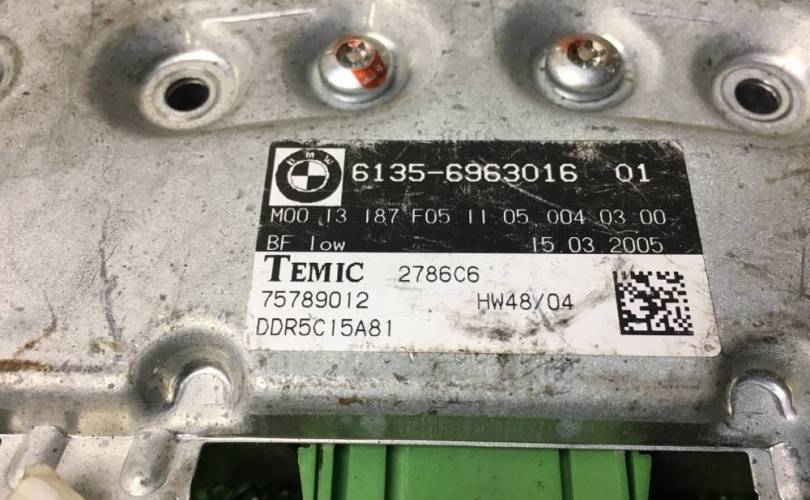 BMW
6135-6963016 01
M00 13 187 F05 11 05 004 03 00
BF low 15.03.2005
TEMIC 2786C6
75789012 HW48/04
DDR5C15A81